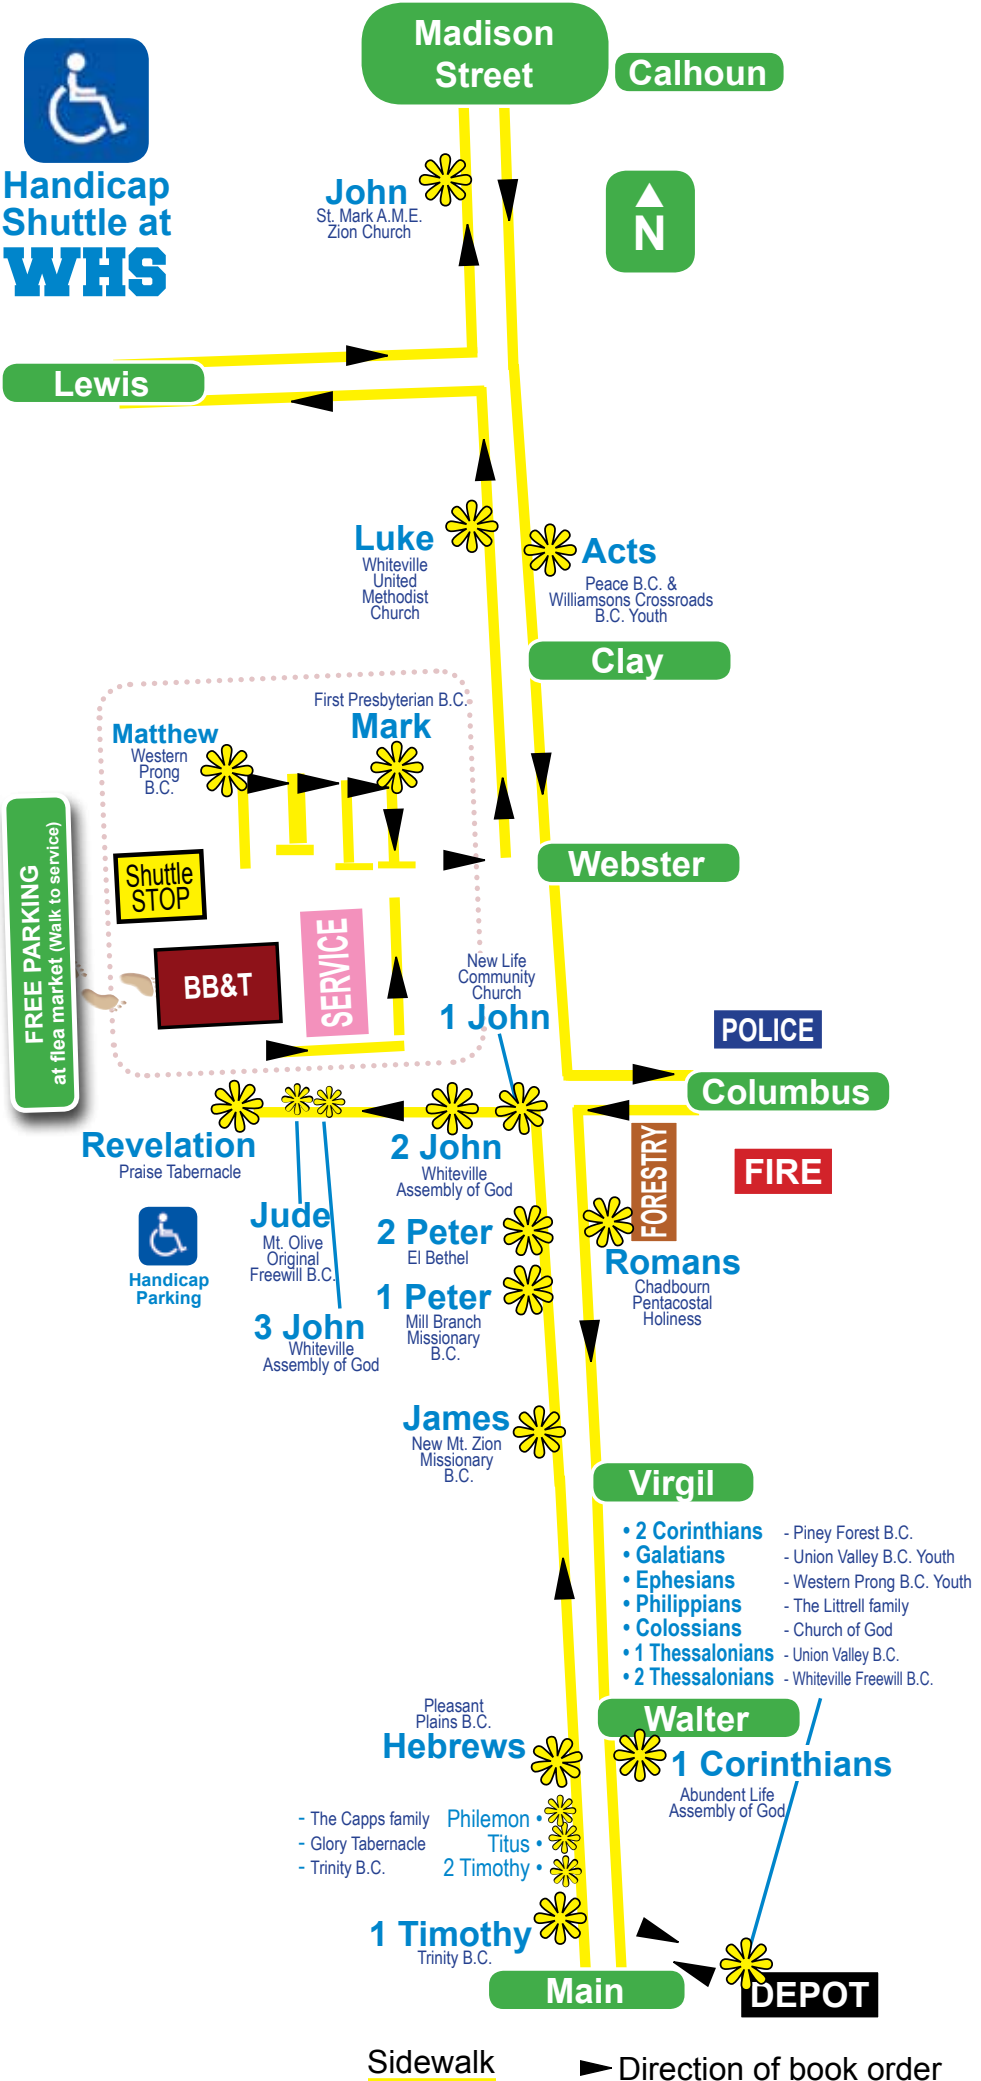 Madison
Street
Calhoun
Handicap
Shuttle at
WHS
N
John
St. Mark A.M.E.
Zion Church
Lewis
Luke
Whiteville
United
Methodist
Church
Acts
Peace B.C. &
Williamsons Crossroads
B.C. Youth
Clay
First Presbyterian B.C.
Mark
Matthew
Western
Prong
B.C.
FREE PARKING
at flea market (Walk to service)
Shuttle
STOP
Webster
BB&T
SERVICE
New Life
Community
Church
1 John
POLICE
Columbus
FORESTRY
FIRE
Revelation
Praise Tabernacle
2 John
Whiteville
Assembly of God
Jude
Mt. Olive
Original
Freewill B.C.
2 Peter
El Bethel
Handicap
Parking
Romans
Chadbourn
Pentacostal
Holiness
1 Peter
Mill Branch
Missionary
B.C.
3 John
Whiteville
Assembly of God
James
New Mt. Zion
Missionary
B.C.
Virgil
• 2 Corinthians - Piney Forest B.C.
• Galatians - Union Valley B.C. Youth
• Ephesians - Western Prong B.C. Youth
• Philippians - The Littrell family
• Colossians - Church of God
• 1 Thessalonians - Union Valley B.C.
• 2 Thessalonians - Whiteville Freewill B.C.
Walter
Pleasant
Plains B.C.
Hebrews
1 Corinthians
Abundent Life
Assembly of God
- The Capps family Philemon •
- Glory Tabernacle Titus •
- Trinity B.C. 2 Timothy •
1 Timothy
Trinity B.C.
Main
DEPOT
Sidewalk
Direction of book order